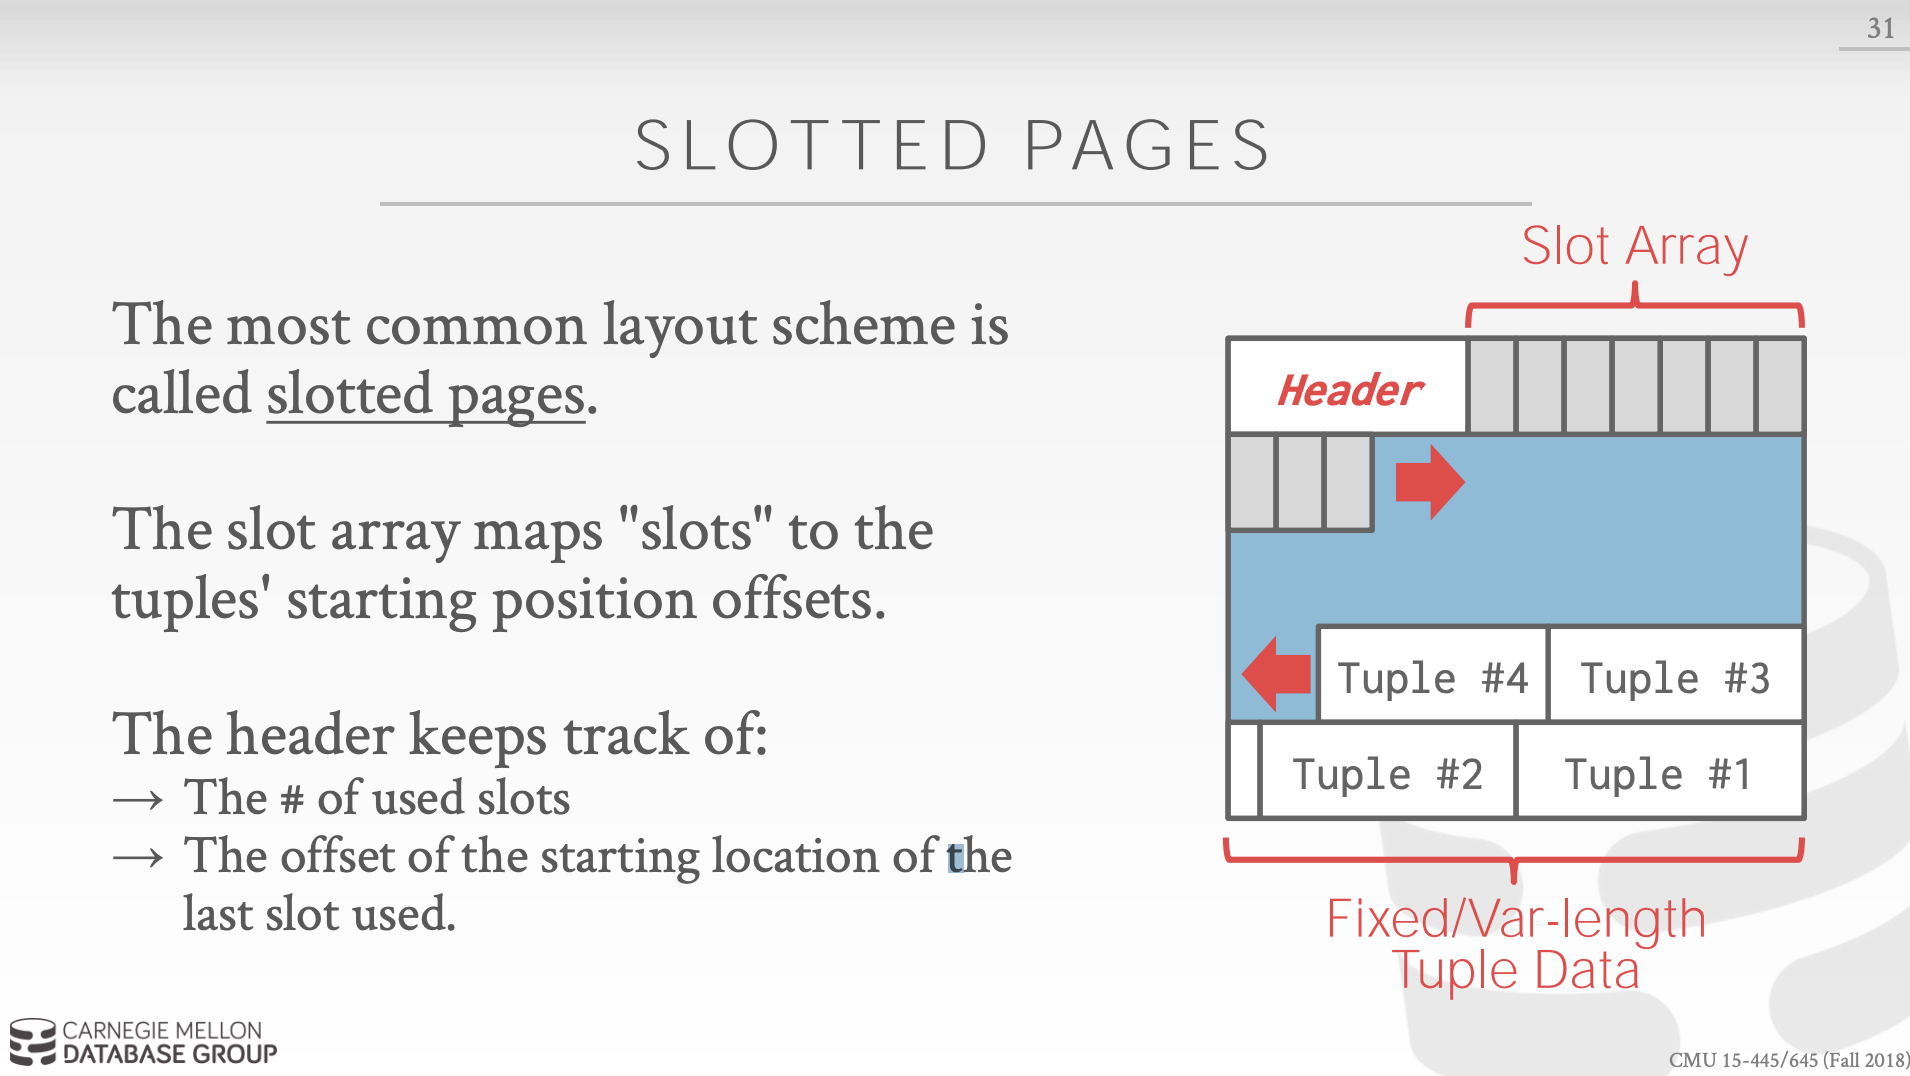 31
SLOTTED PAGES
The most common layout scheme is
called slotted pages.
The slot array maps "slots" to the
tuples' starting position offsets.
The header keeps track of:
→ The # of used slots
→ The offset of the starting location of the
last slot used.
Slot Array
Header
Tuple #4 Tuple #3
Tuple #2 Tuple #1
Fixed/Var-length
Tuple Data
CARNEGIE MELLON
DATABASE GROUP
CMU 15-445/645 (Fall 2018)